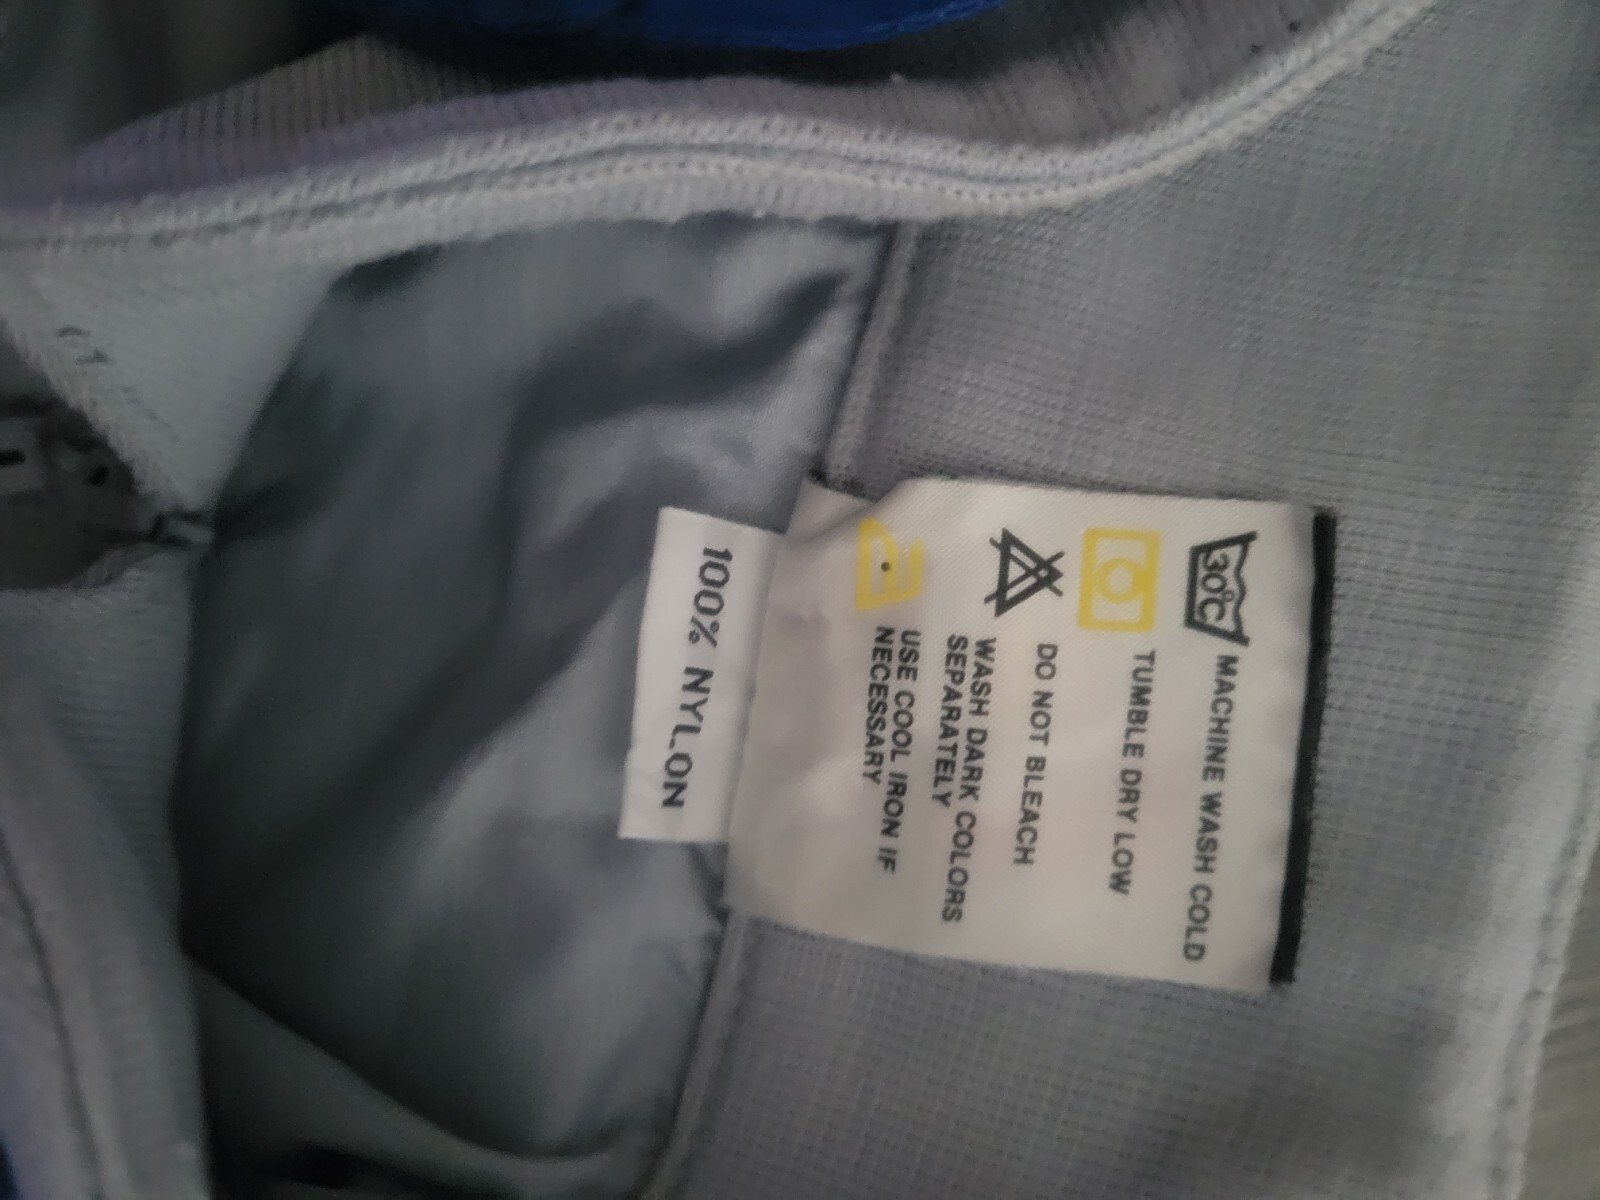 30°C MACHINE WASH COLD
TUMBLE DRY LOW
DO NOT BLEACH
WASH DARK COLORS
SEPARATELY
USE COOL IRON IF
NECESSARY
100% NYLON